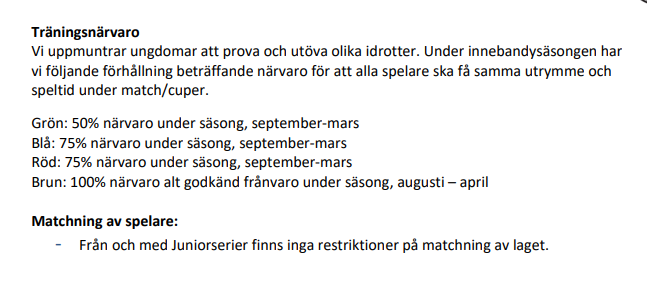 Träningsnärvaro
Vi uppmuntrar ungdomar att prova och utöva olika idrotter. Under innebandysäsongen har
vi följande förhållning beträffande närvaro för att alla spelare ska få samma utrymme och
speltid under match/cuper.
Grön: 50% närvaro under säsong, september-mars
Blå: 75% närvaro under säsong, september-mars
Röd: 75% närvaro under säsong, september-mars
Brun: 100% närvaro alt godkänd frånvaro under säsong, augusti – april
Matchning av spelare:
- Från och med Juniorserier finns inga restriktioner på matchning av laget.